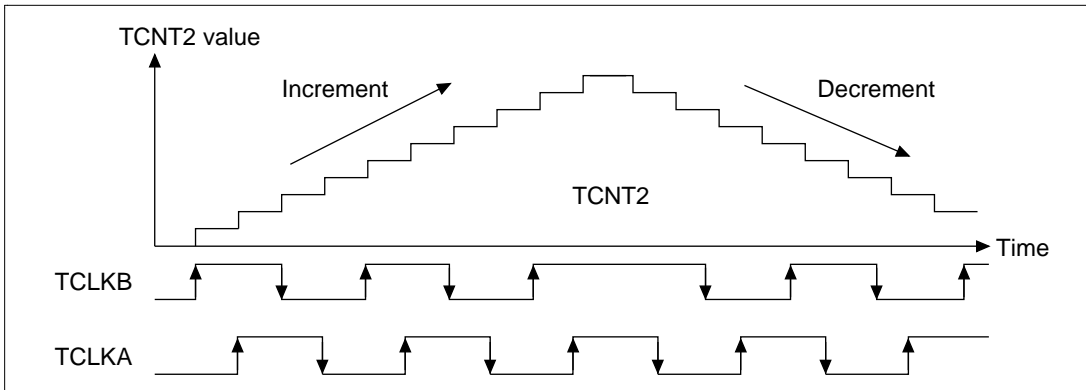 TCNT2 value
Increment
Decrement
TCNT2
Time
TCLKB
TCLKA